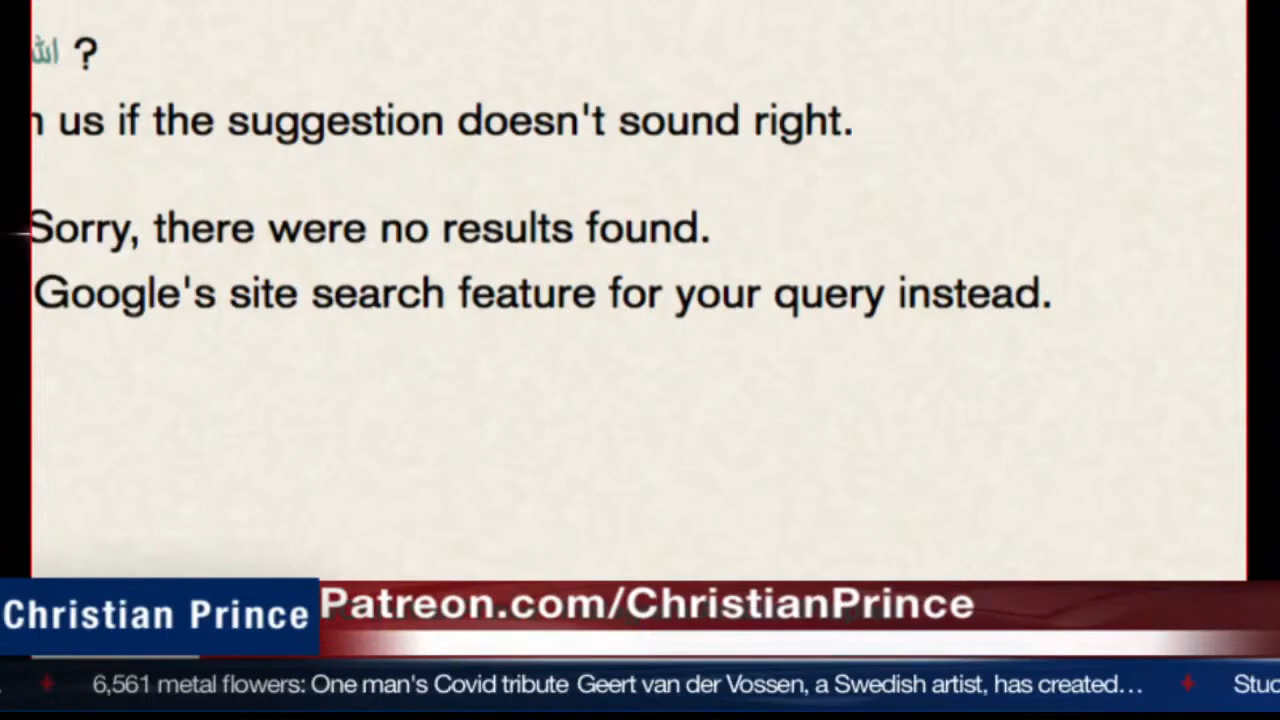 الله ?
us if the suggestion doesn't sound right.
Sorry, there were no results found.
Google's site search feature for your query instead.
Christian Prince
Patreon.com/ChristianPrince
6,561 metal flowers: One man's Covid tribute Geert van der Vossen, a Swedish artist, has created…